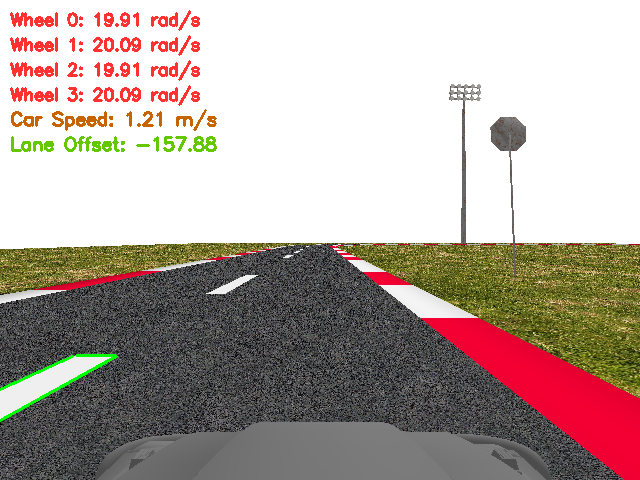 Wheel 0: 19.91 rad/s
Wheel 1: 20.09 rad/s
Wheel 2: 19.91 rad/s
Wheel 3: 20.09 rad/s
Car Speed: 1.21 m/s
Lane Offset: -157.88